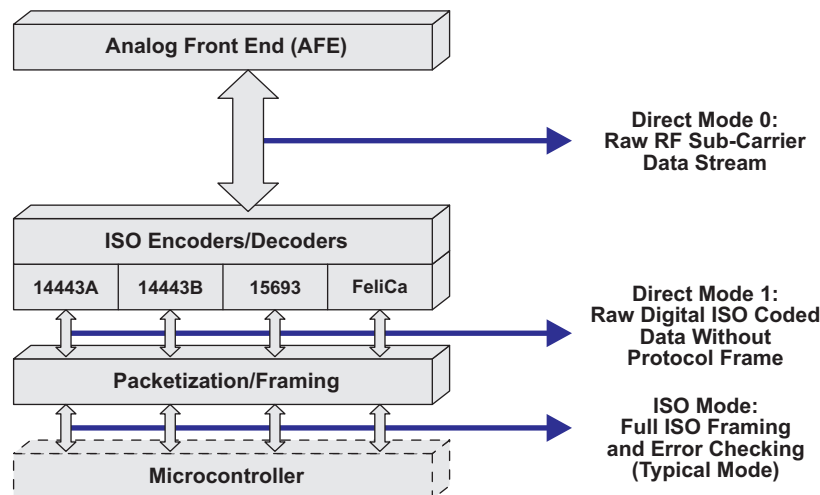 Analog Front End (AFE)
Direct Mode 0:
Raw RF Sub-Carrier
Data Stream
ISO Encoders/Decoders
14443A 14443B 15693 FeliCa
Direct Mode 1:
Raw Digital ISO Coded
Data Without
Protocol Frame
Packetization/Framing
ISO Mode:
Full ISO Framing
and Error Checking
(Typical Mode)
Microcontroller